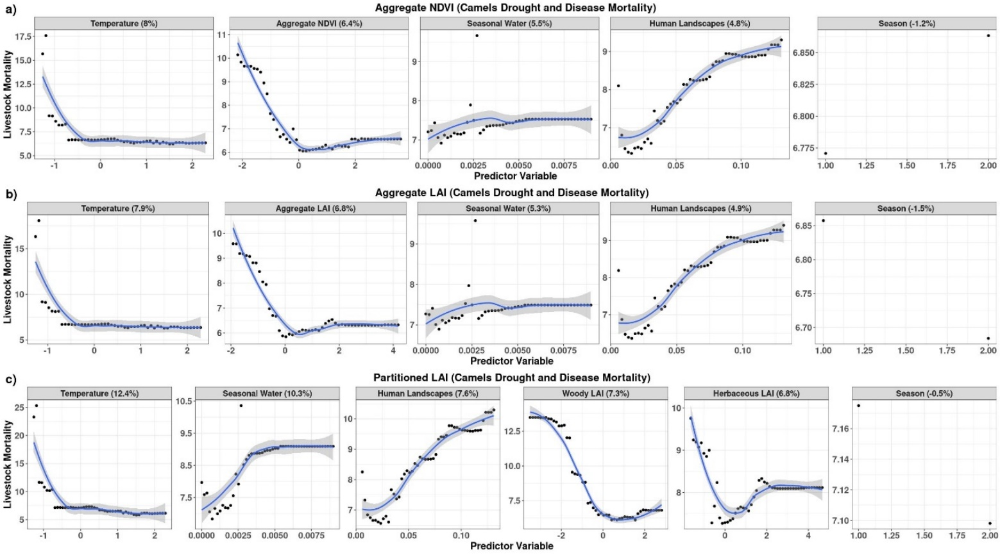 a) Aggregate NDVI (Camels Drought and Disease Mortality)
Temperature (8%) Aggregate NDVI (6.4%) Seasonal Water (5.5%) Human Landscapes (4.8%) Season (-1.2%)
Livestock Mortality
17.5 15.0 12.5 10.0 7.5 5.0
11 10 9 8 7 6
9 8 7
9 8 7
6.850 6.825 6.800 6.775
-1 0 1 2 -2 0 2 0.0000 0.0025 0.0050 0.0075 0.00 0.05 0.10 1.00 1.25 1.50 1.75 2.00
Predictor Variable
b) Aggregate LAI (Camels Drought and Disease Mortality)
Temperature (7.9%) Aggregate LAI (6.8%) Seasonal Water (5.3%) Human Landscapes (4.9%) Season (-1.5%)
Livestock Mortality
15 10 5
10 9 8 7 6
9 8 7
9 8 7
6.85 6.80 6.75 6.70
-1 0 1 2 -2 0 2 4 0.0000 0.0025 0.0050 0.0075 0.00 0.05 0.10 1.00 1.25 1.50 1.75 2.00
Predictor Variable
c) Partitioned LAI (Camels Drought and Disease Mortality)
Temperature (12.4%) Seasonal Water (10.3%) Human Landscapes (7.6%) Woody LAI (7.3%) Herbaceous LAI (6.8%) Season (-0.5%)
Livestock Mortality
25 20 15 10 5
10.5 9.5 8.5 7.5
10 9 8 7
12.5 10.0 7.5
10 9 8
7.16 7.14 7.12 7.10
-1 0 1 2 0.0000 0.0025 0.0050 0.0075 0.00 0.05 0.10 -2 0 2 0 2 4 1.00 1.25 1.50 1.75 2.00
Predictor Variable